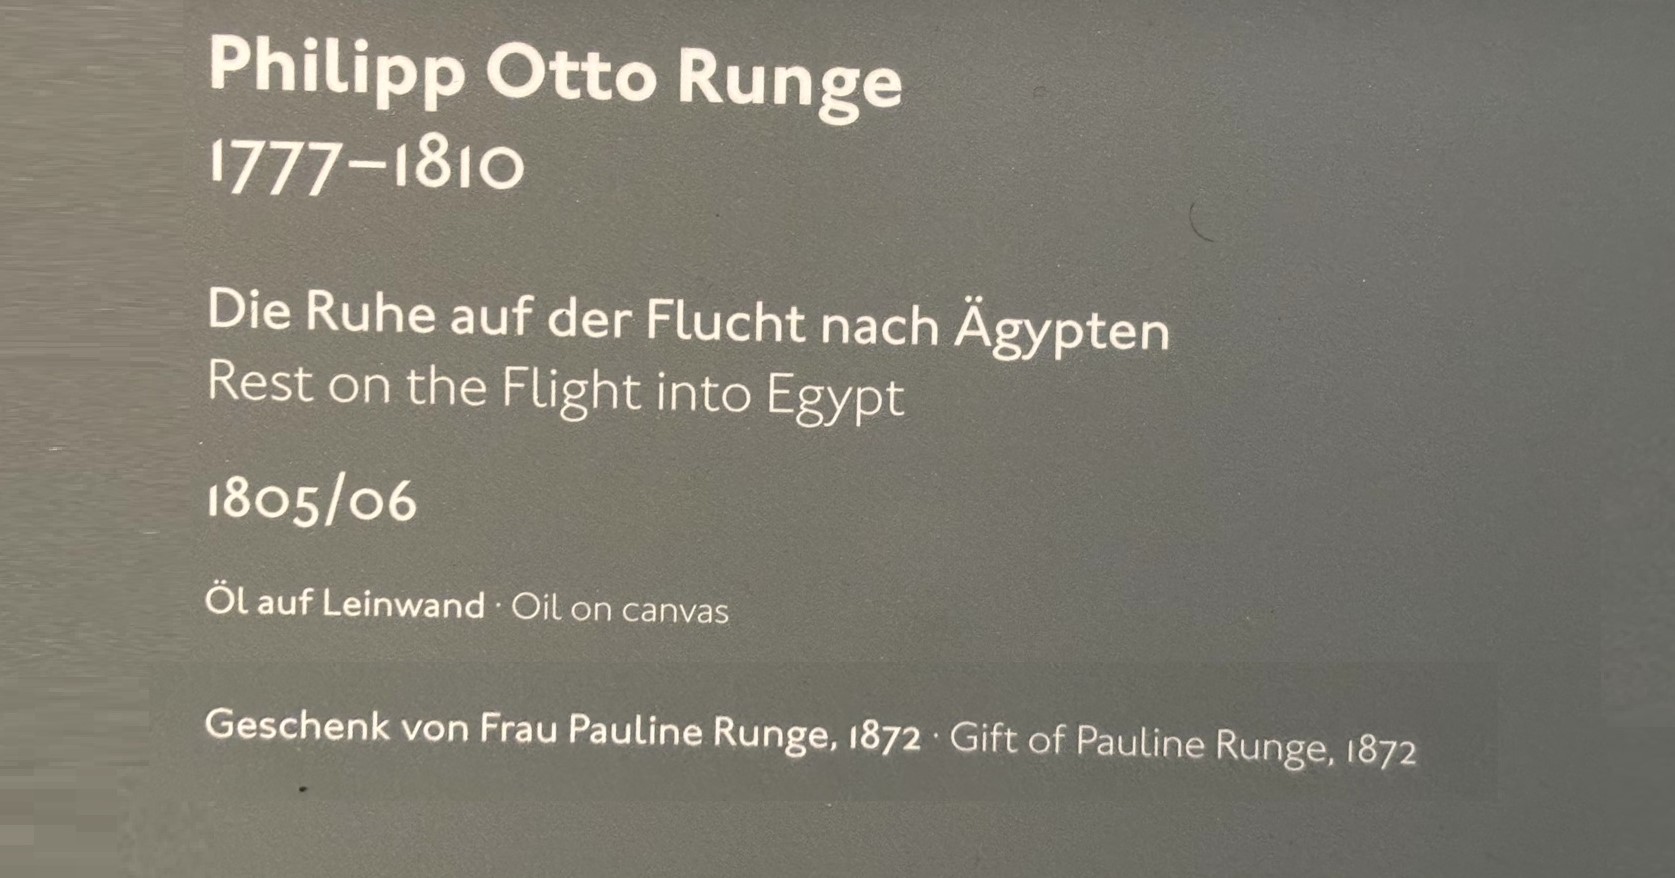 Philipp Otto Runge
1777–1810
Die Ruhe auf der Flucht nach Ägypten
Rest on the Flight into Egypt
1805/06
Öl auf Leinwand · Oil on canvas
Geschenk von Frau Pauline Runge, 1872 · Gift of Pauline Runge, 1872